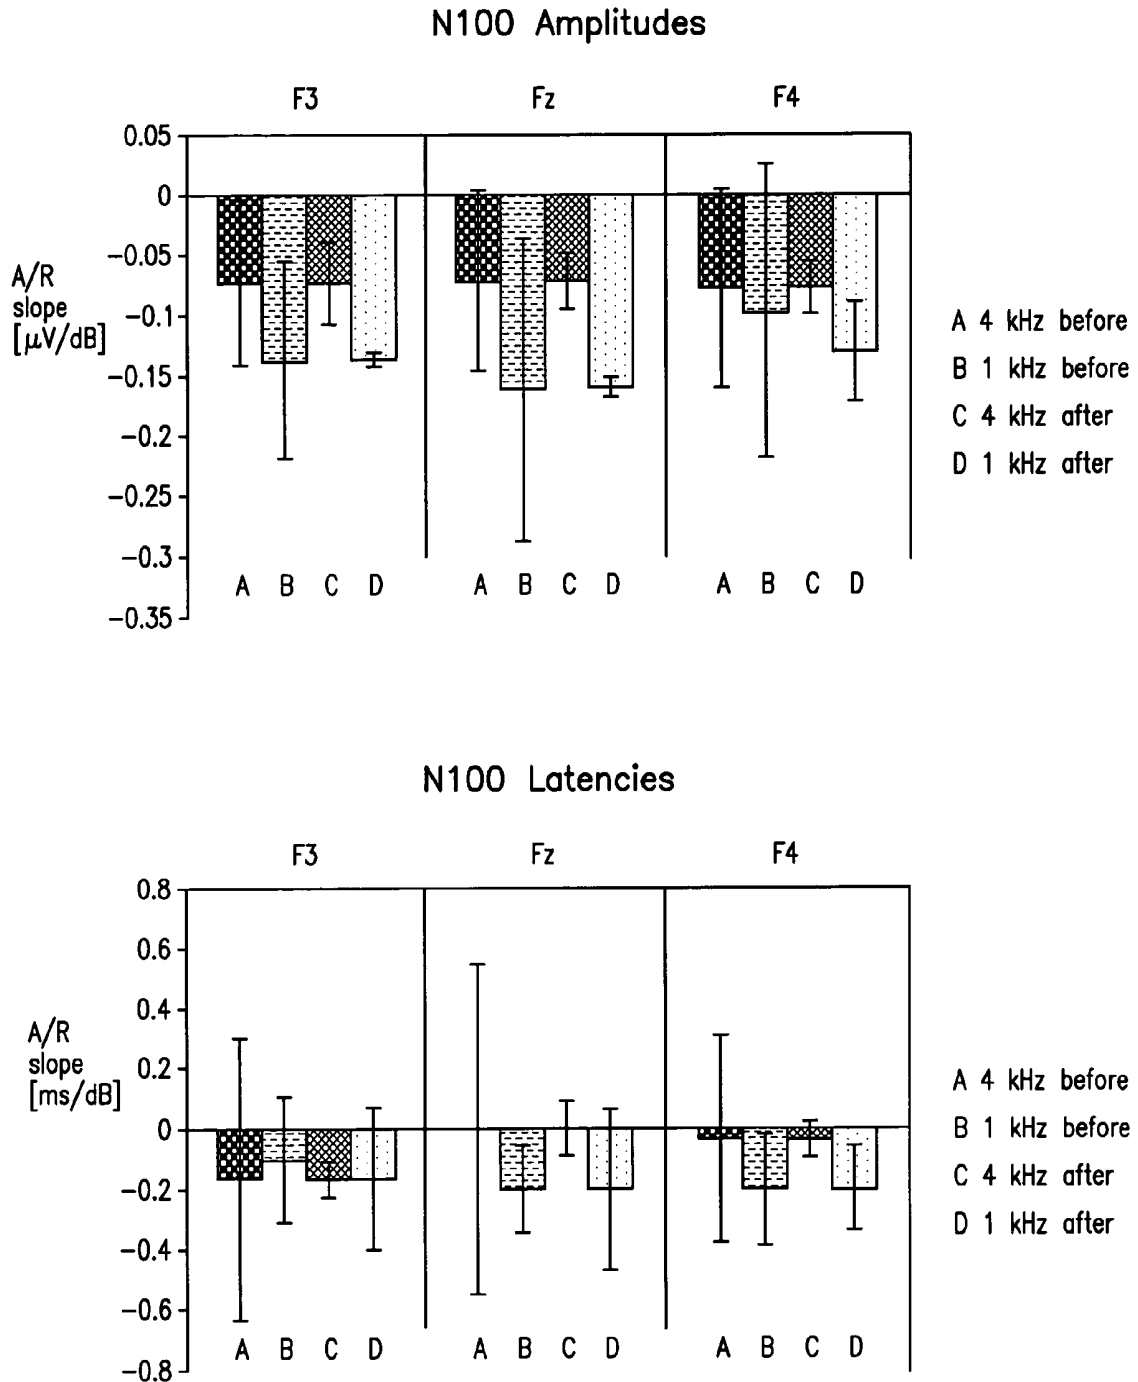 N100 Amplitudes
F3 Fz F4
0.05
0
−0.05
−0.1
−0.15
−0.2
−0.25
−0.3
−0.35
A/R
slope
[μV/dB]
A B C D A B C D A B C D
A 4 kHz before
B 1 kHz before
C 4 kHz after
D 1 kHz after
N100 Latencies
F3 Fz F4
0.8
0.6
0.4
0.2
0
−0.2
−0.4
−0.6
−0.8
A/R
slope
[ms/dB]
A B C D A B C D A B C D
A 4 kHz before
B 1 kHz before
C 4 kHz after
D 1 kHz after